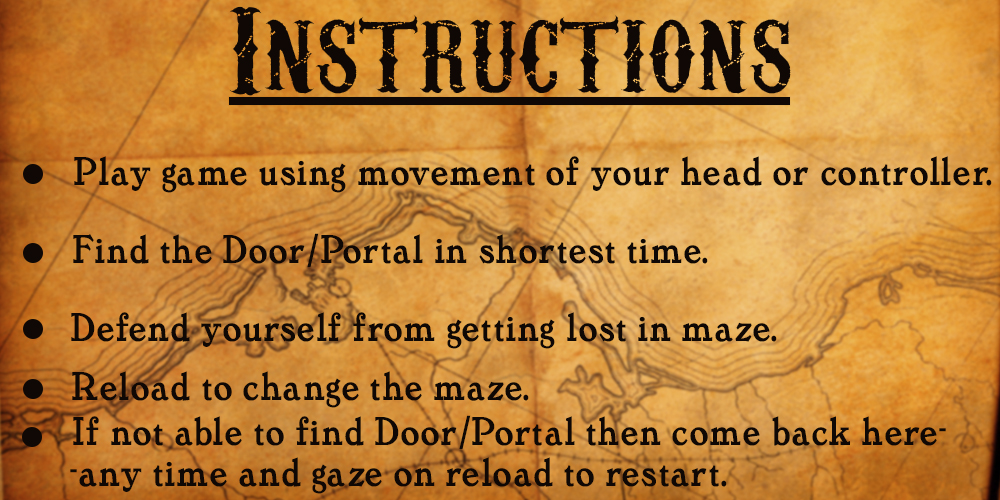 Instructions
● Play game using movement of your head or controller.
● Find the Door/Portal in shortest time.
● Defend yourself from getting lost in maze.
● Reload to change the maze.
● If not able to find Door/Portal then come back here-
-any time and gaze on reload to restart.